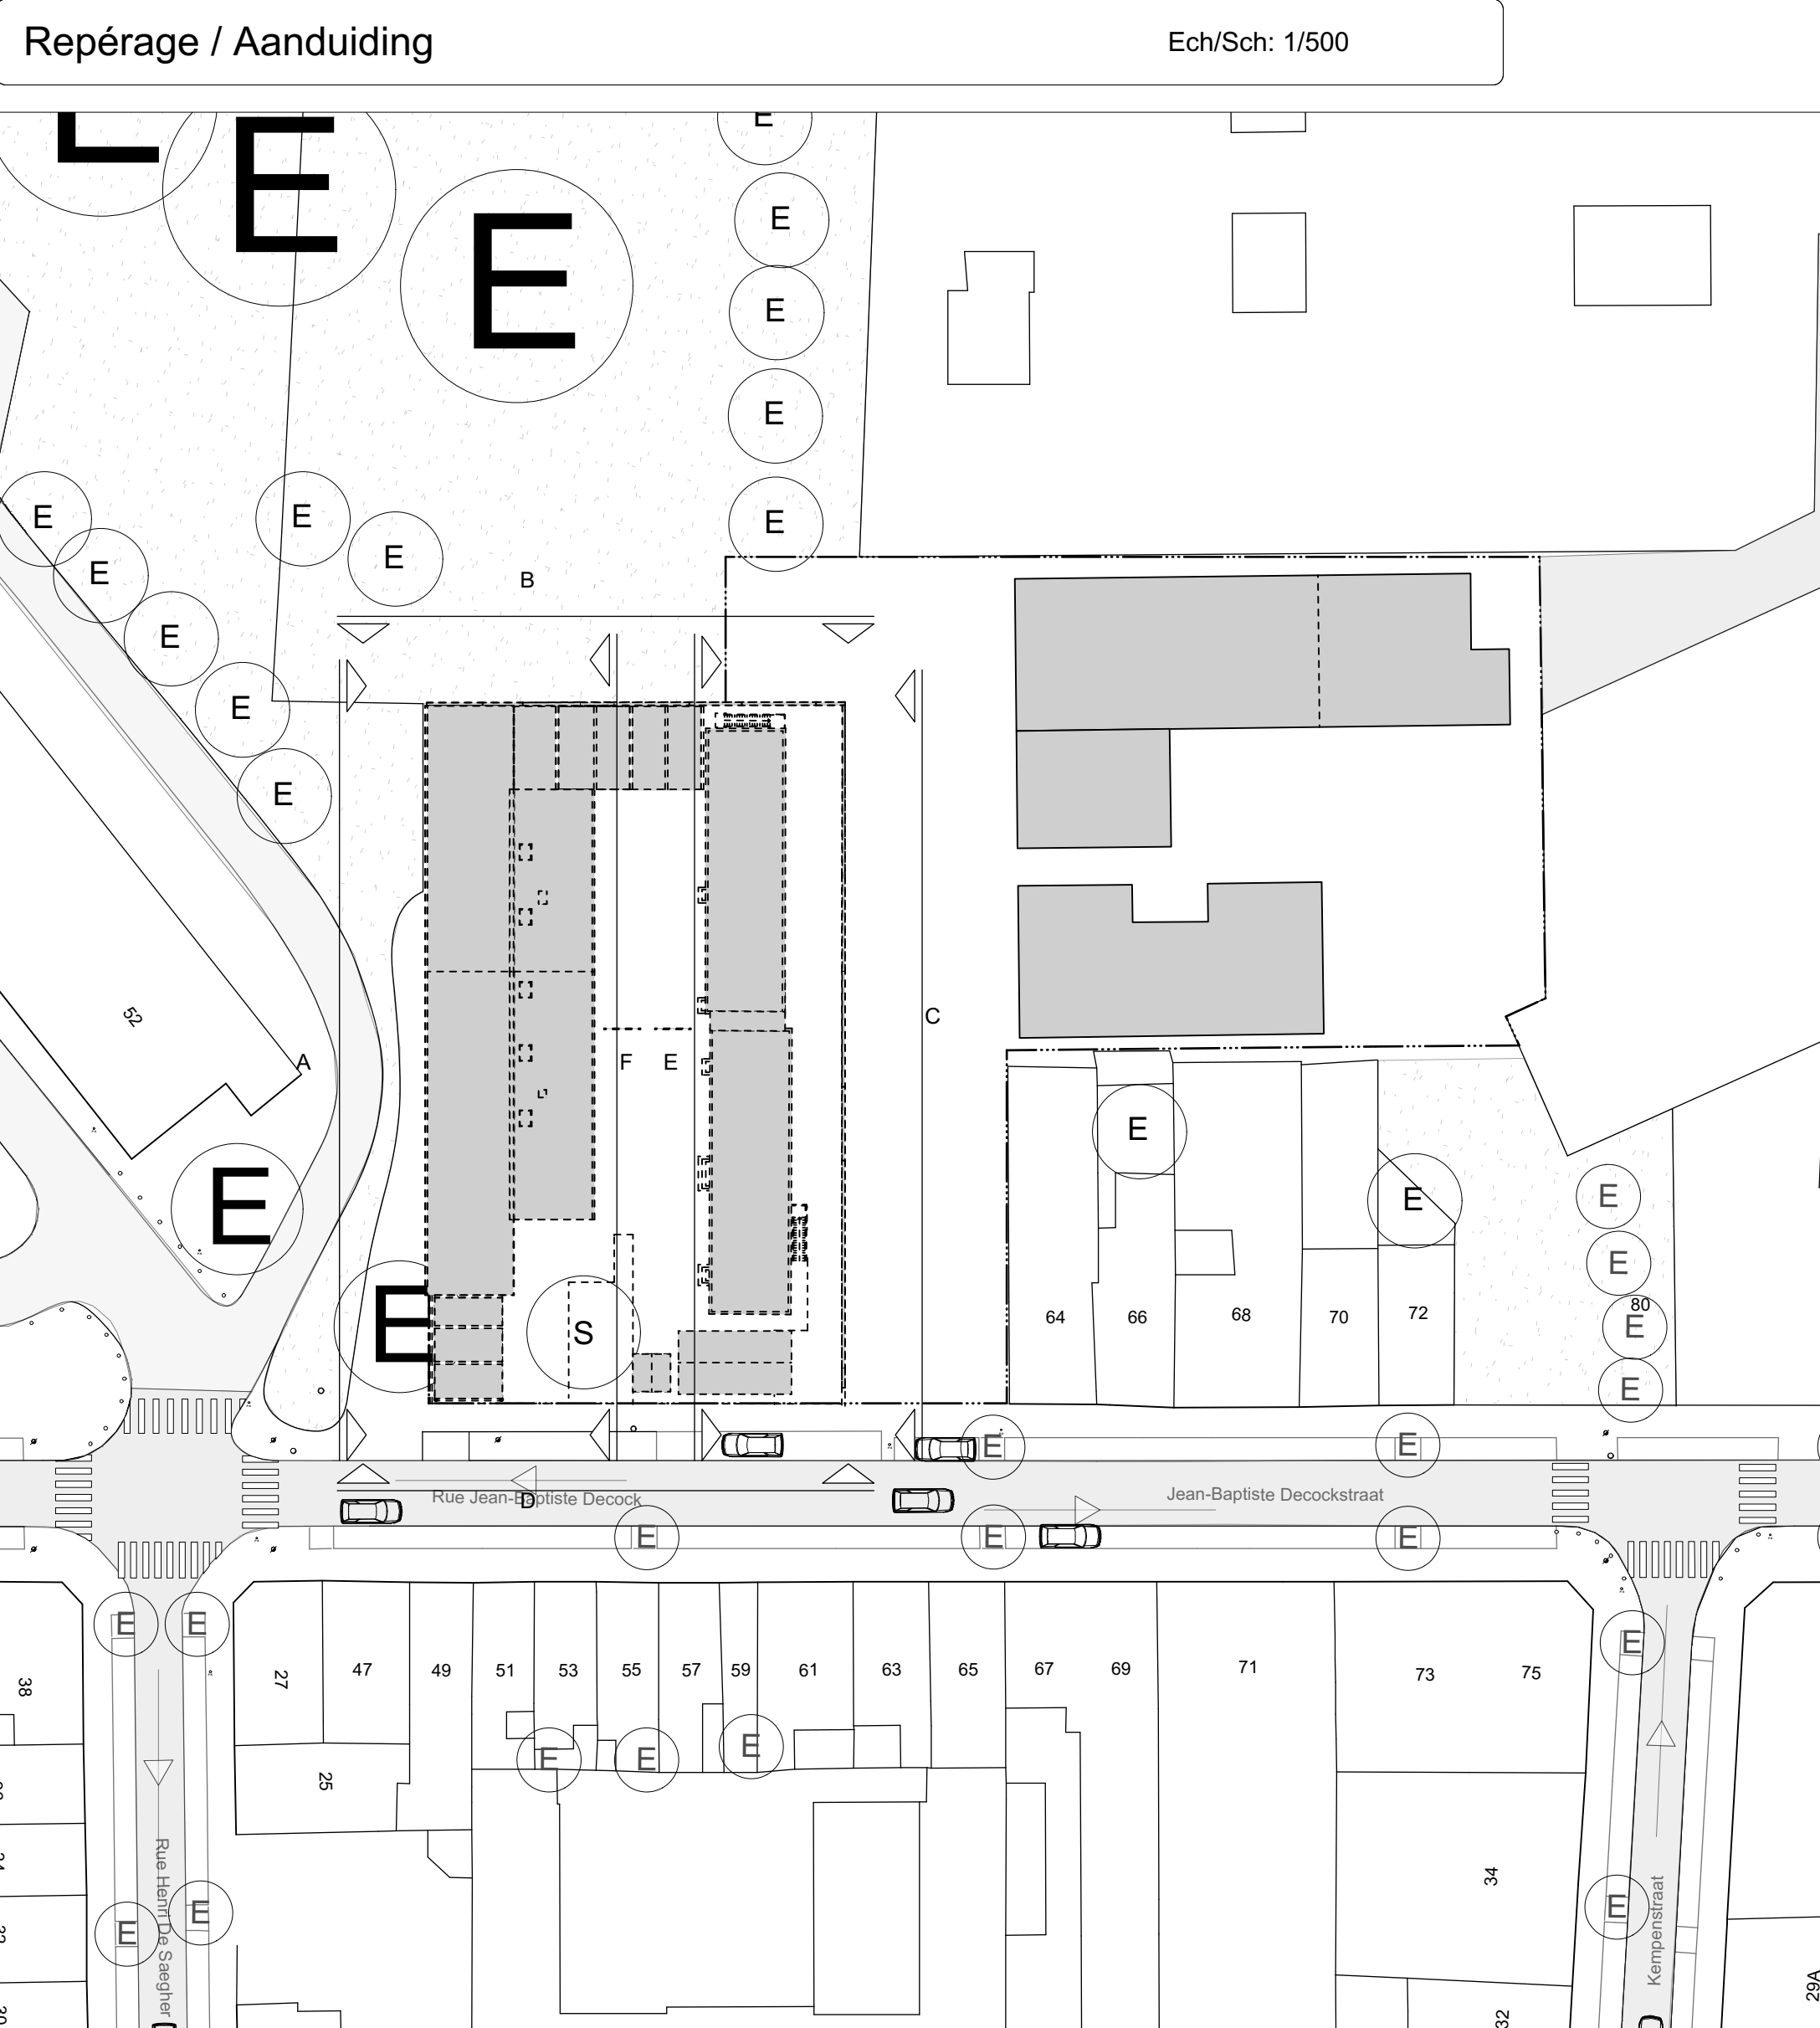 Repérage / Aanduiding
Ech/Sch: 1/500
E
E
E
E
E
E
E
E
E
E
E
E
E
B
E
E
E
52
A
F
E
C
E
E
E
E
S
E
E
E
80
E
E
64
66
68
70
72
E
E
Rue Jean-Baptiste Decock
D
Jean-Baptiste Decockstraat
E
E
E
E
E
E
38
27
47
49
51
53
55
57
59
61
63
65
67
69
71
73
75
E
E
E
25
Rue Henri De Saegher
E
E
34
E
Kempenstraat
32
29A